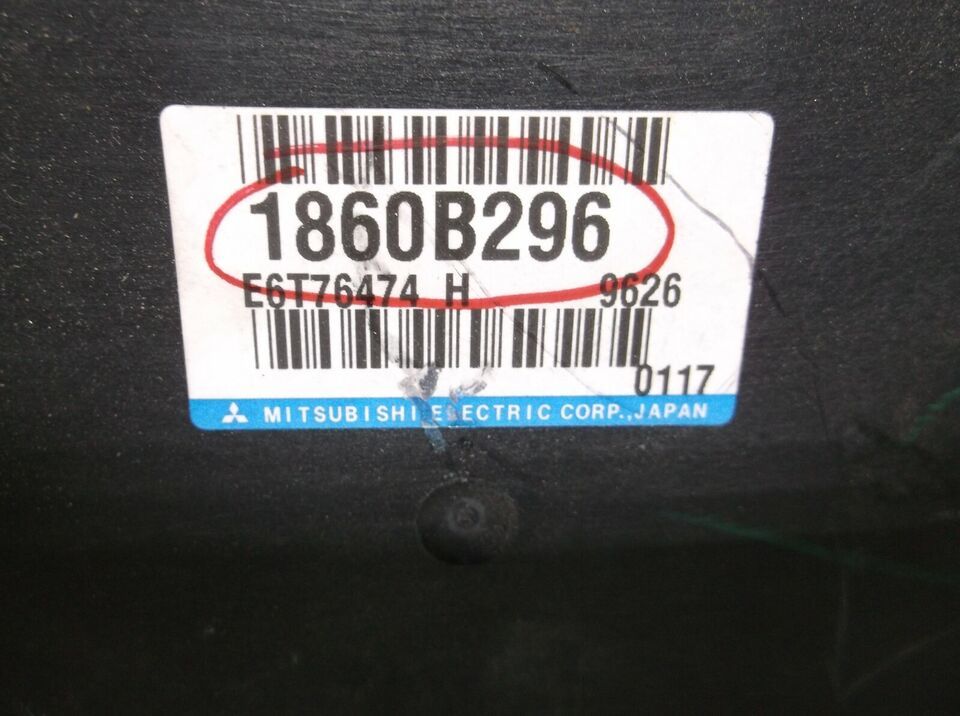 1860B296
E6T76474 H 9626
0117
MITSUBISHI ELECTRIC CORP.,JAPAN